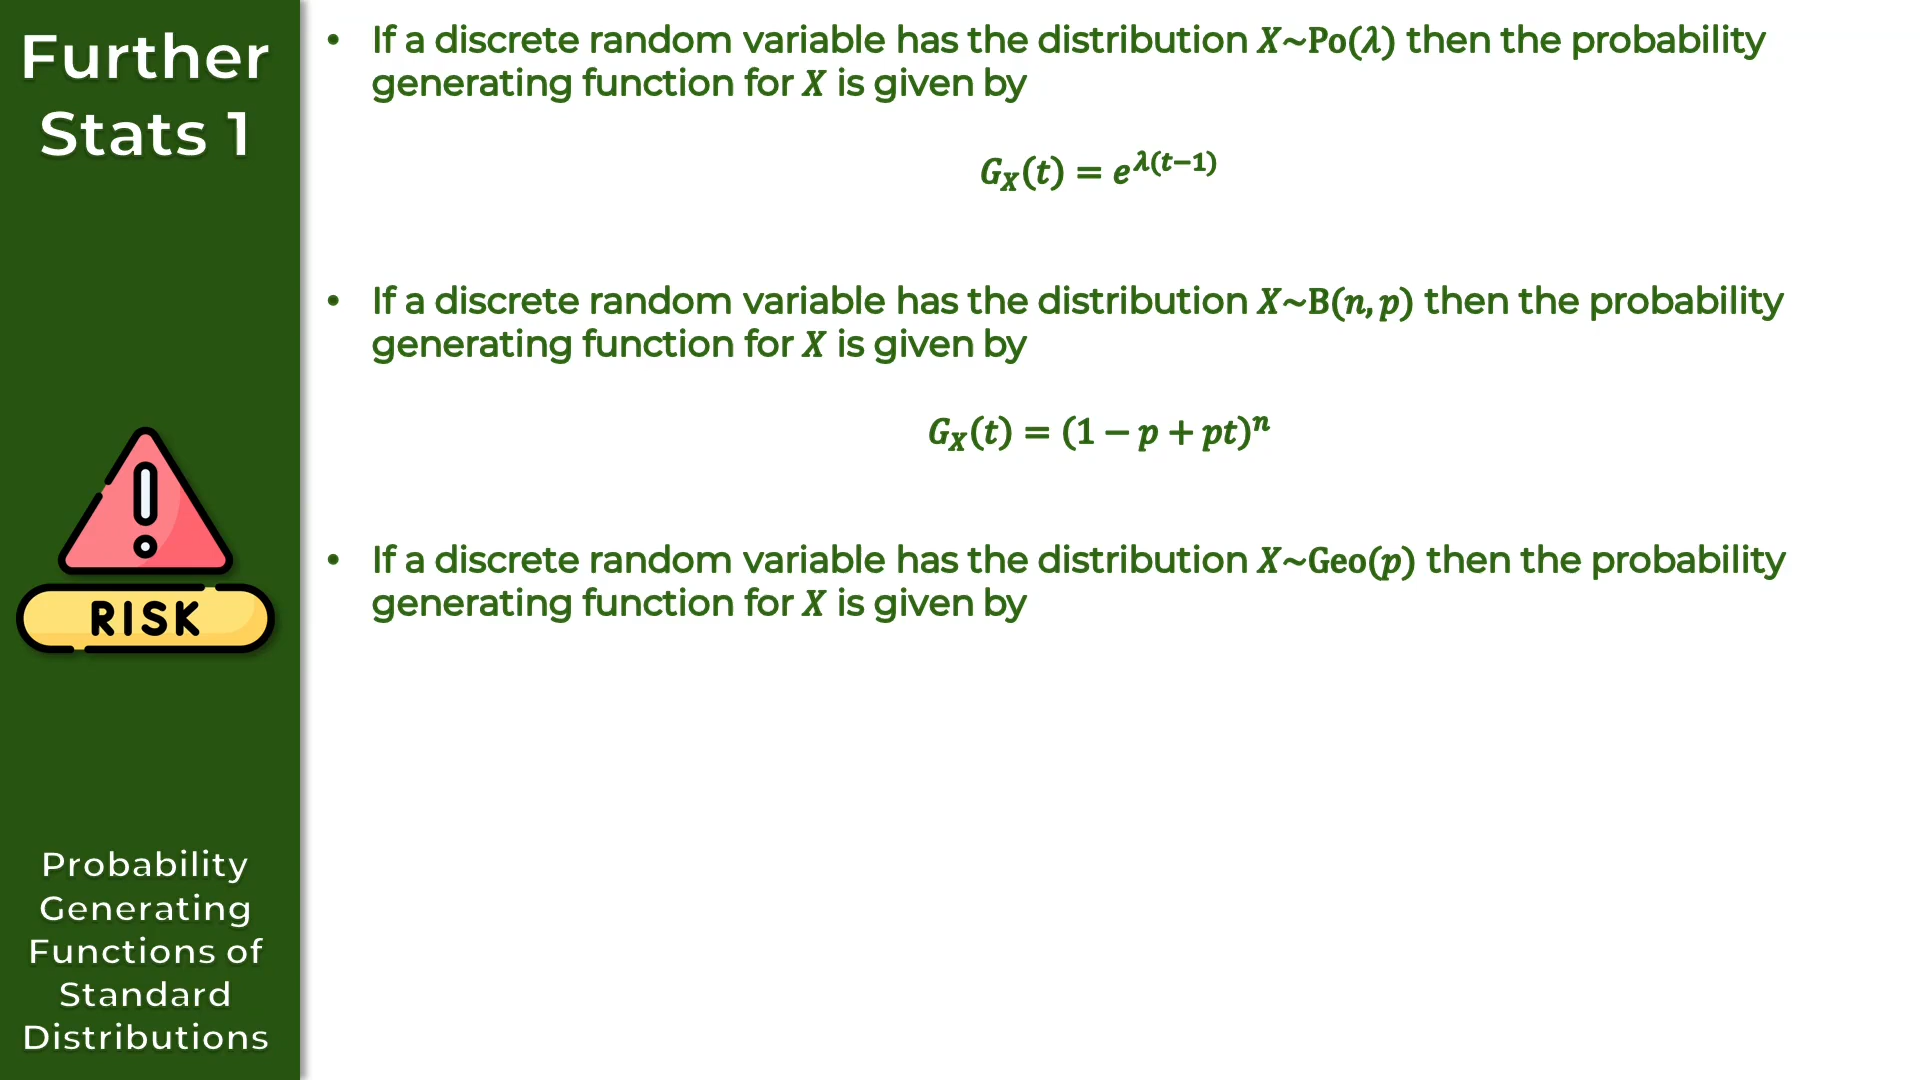 Further
Stats 1
RISK
Probability
Generating
Functions of
Standard
Distributions
• If a discrete random variable has the distribution X~Po(λ) then the probability
generating function for X is given by
G_X(t) = e^{λ(t−1)}
• If a discrete random variable has the distribution X~B(n, p) then the probability
generating function for X is given by
G_X(t) = (1 − p + pt)^n
• If a discrete random variable has the distribution X~Geo(p) then the probability
generating function for X is given by